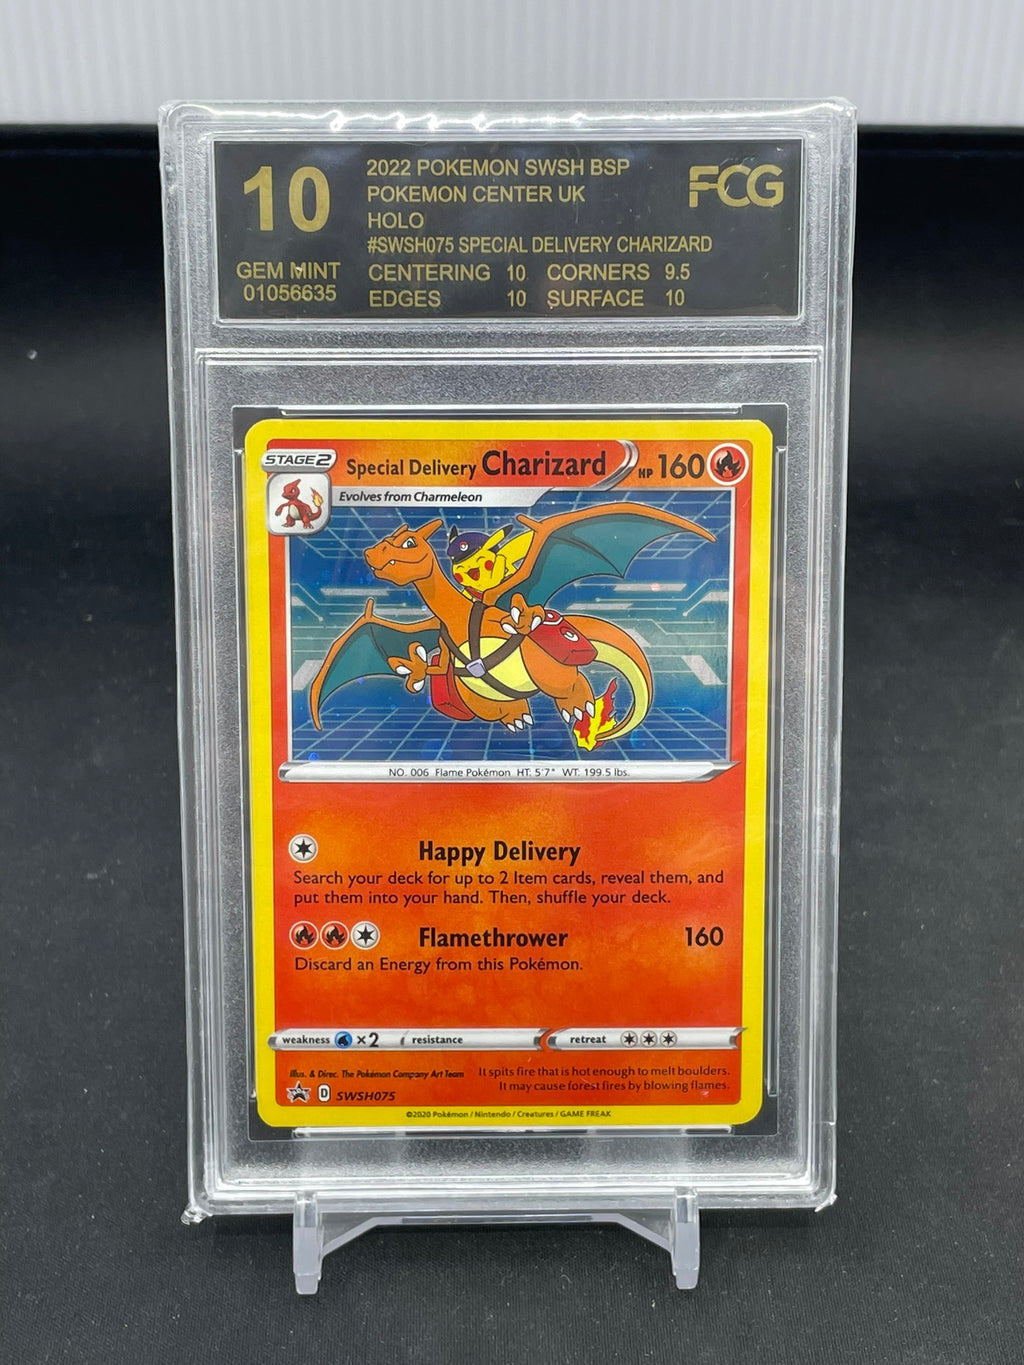 10
GEM MINT
01056635
2022 POKEMON SWSH BSP
POKEMON CENTER UK
HOLO
#SWSH075 SPECIAL DELIVERY CHARIZARD
CENTERING 10 CORNERS 9.5
EDGES 10 SURFACE 10
FCG
STAGE2 Special Delivery Charizard HP 160
Evolves from Charmeleon
NO. 006 Flame Pokémon HT: 5'7" WT: 199.5 lbs.
Happy Delivery
Search your deck for up to 2 Item cards, reveal them, and
put them into your hand. Then, shuffle your deck.
Flamethrower 160
Discard an Energy from this Pokémon.
weakness ×2 resistance retreat
Illus. & Direc. The Pokémon Company Art Team
It spits fire that is hot enough to melt boulders.
It may cause forest fires by blowing flames.
D SWSH075
©2020 Pokémon / Nintendo / Creatures / GAME FREAK